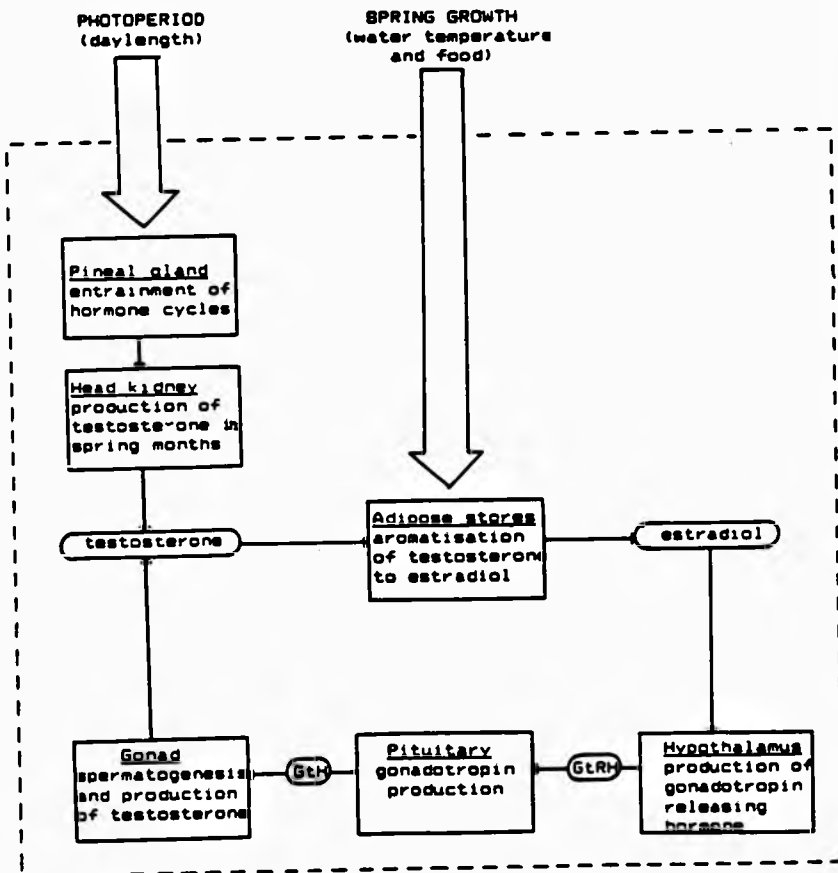 PHOTOPERIOD
(daylength)
SPRING GROWTH
(water temperature
and food)
Pineal gland
entrainment of
hormone cycles
Head kidney
production of
testosterone in
spring months
testosterone
Adipose stores
aromatisation
of testosterone
to estradiol
estradiol
Gonad
spermatogenesis
and production
of testosterone
GtH
Pituitary
gonadotropin
production
GtRH
Hypothalamus
production of
gonadotropin
releasing
hormone